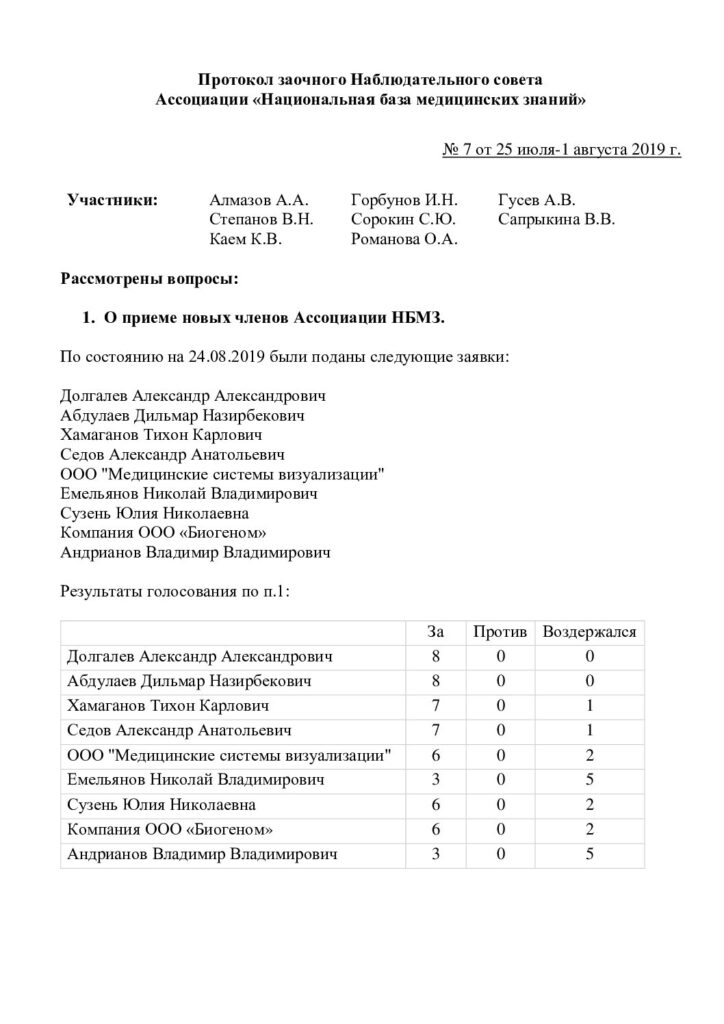 Протокол заочного Наблюдательного совета
Ассоциации «Национальная база медицинских знаний»
№ 7 от 25 июля-1 августа 2019 г.
Участники: Алмазов А.А. Горбунов И.Н. Гусев А.В.
Степанов В.Н. Сорокин С.Ю. Сапрыкина В.В.
Каем К.В. Романова О.А.
Рассмотрены вопросы:
1. О приеме новых членов Ассоциации НБМЗ.
По состоянию на 24.08.2019 были поданы следующие заявки:
Долгалев Александр Александрович
Абдулаев Дильмар Назирбекович
Хамаганов Тихон Карлович
Седов Александр Анатольевич
ООО "Медицинские системы визуализации"
Емельянов Николай Владимирович
Сузень Юлия Николаевна
Компания ООО «Биогеном»
Андрианов Владимир Владимирович
Результаты голосования по п.1:
За Против Воздержался
Долгалев Александр Александрович 8 0 0
Абдулаев Дильмар Назирбекович 8 0 0
Хамаганов Тихон Карлович 7 0 1
Седов Александр Анатольевич 7 0 1
ООО "Медицинские системы визуализации" 6 0 2
Емельянов Николай Владимирович 3 0 5
Сузень Юлия Николаевна 6 0 2
Компания ООО «Биогеном» 6 0 2
Андрианов Владимир Владимирович 3 0 5